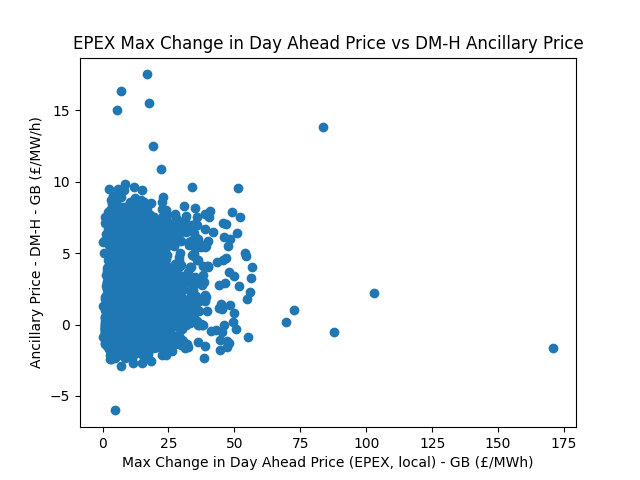 EPEX Max Change in Day Ahead Price vs DM-H Ancillary Price
Ancillary Price - DM-H - GB (£/MW/h)
15
10
5
0
−5
0 25 50 75 100 125 150 175
Max Change in Day Ahead Price (EPEX, local) - GB (£/MWh)